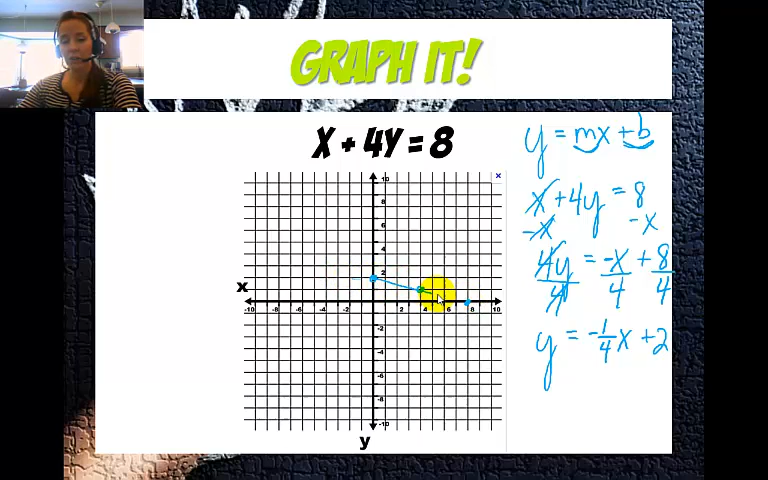 GRAPH IT!
X + 4Y = 8
y = mx + b
x + 4y = 8
-x -x
4y = -x + 8
4 4 4
y = -1/4x + 2
x
y
10
8
6
4
2
-10 -8 -6 -4 -2 2 4 6 8 10
-2
-4
-6
-8
-10